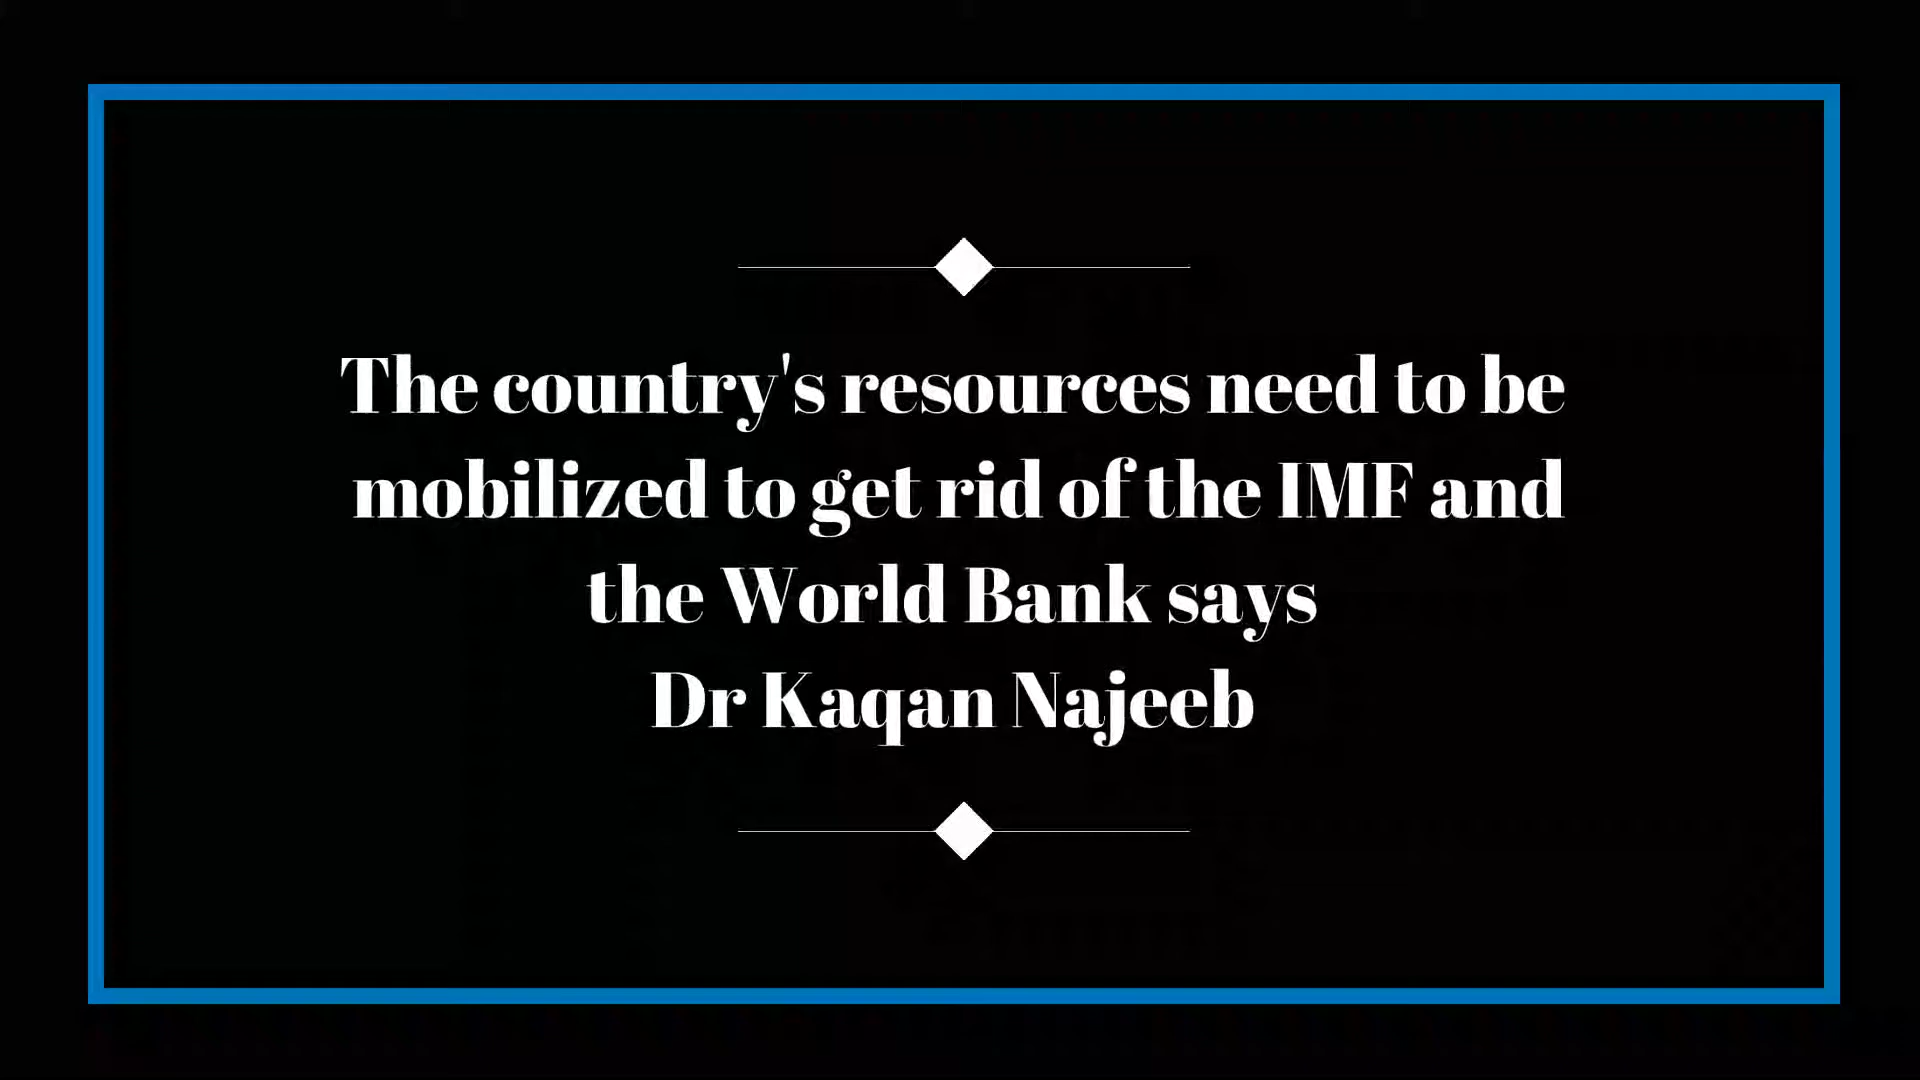 The country's resources need to be
mobilized to get rid of the IMF and
the World Bank says
Dr Kaqan Najeeb